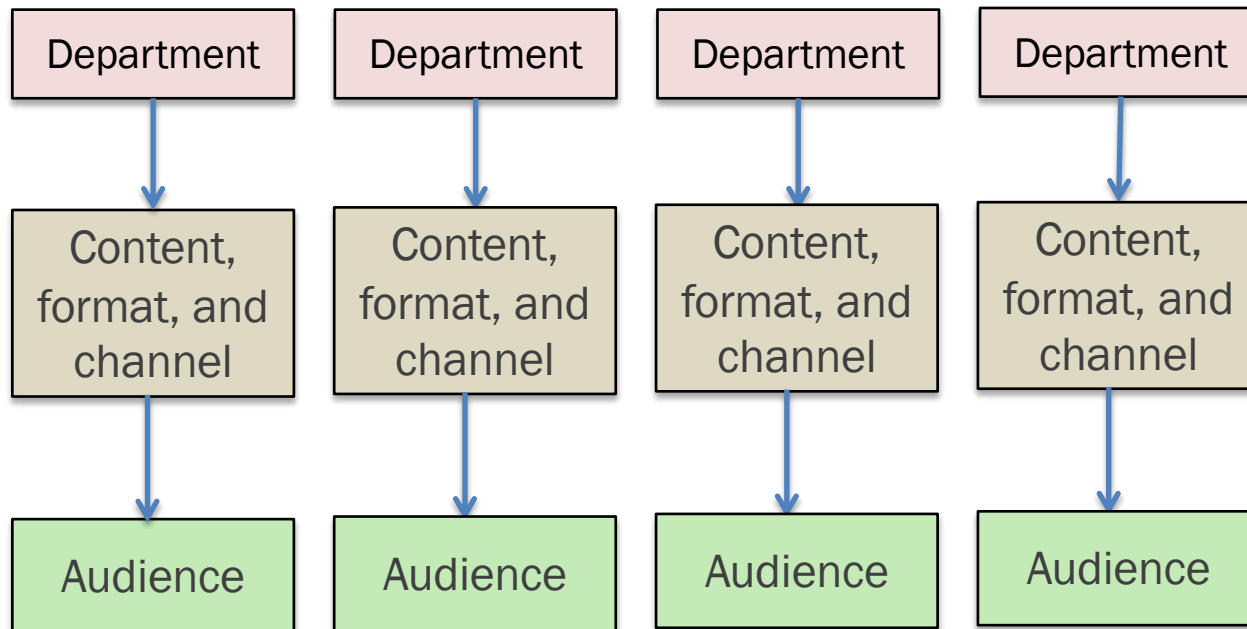 Department
Department
Department
Department
Content,
format, and
channel
Content,
format, and
channel
Content,
format, and
channel
Content,
format, and
channel
Audience
Audience
Audience
Audience